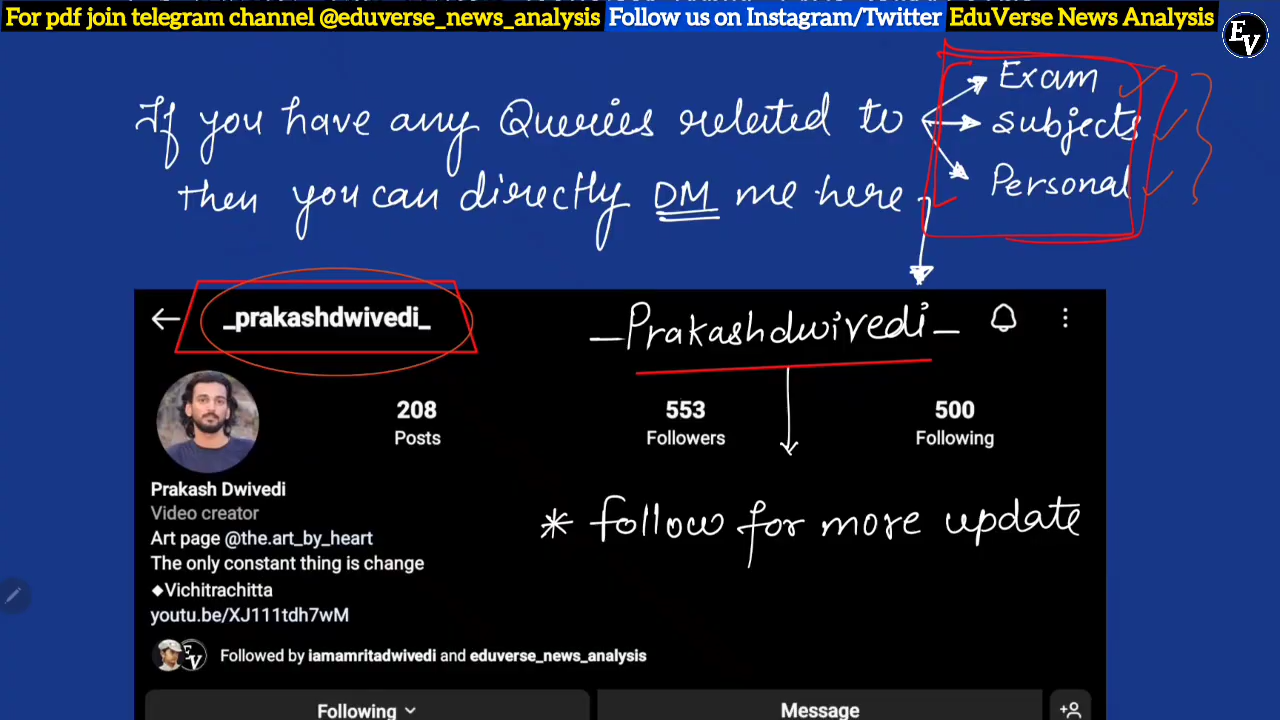 For pdf join telegram channel @eduverse_news_analysis Follow us on Instagram/Twitter EduVerse News Analysis
EV
If you have any Queries related to
Exam
subjects
Personal
then you can directly DM me here
_prakashdwivedi_
_Prakashdwivedi_
208
Posts
553
Followers
500
Following
Prakash Dwivedi
Video creator
Art page @the.art_by_heart
The only constant thing is change
◆Vichitrachitta
youtu.be/XJ111tdh7wM
* follow for more update
Followed by iamamritadwivedi and eduverse_news_analysis
Following
Message